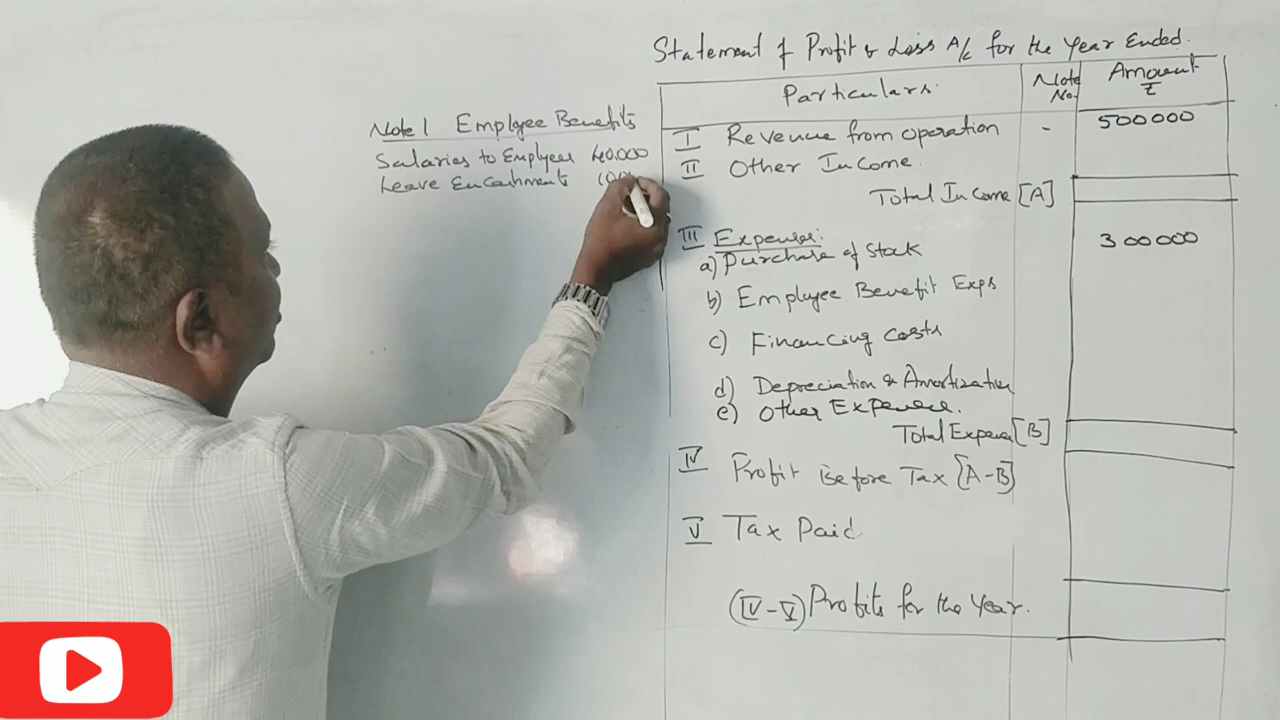 Statement of Profit & Loss A/c for the Year Ended.
Particulars.
Note No.
Amount ₹
I Revenue from operation - 500000
II Other Income.
Total Income [A]
III Expenses:
a) Purchase of stock 300000
b) Employee Benefit Exps
c) Financing Costs
d) Depreciation & Amortization
e) Other Expenses.
Total Expenses [B]
IV Profit Before Tax [A-B]
V Tax Paid.
(IV-V) Profits for the Year.
Note 1 Employee Benefits
Salaries to Employees 40,000
Leave Encashment